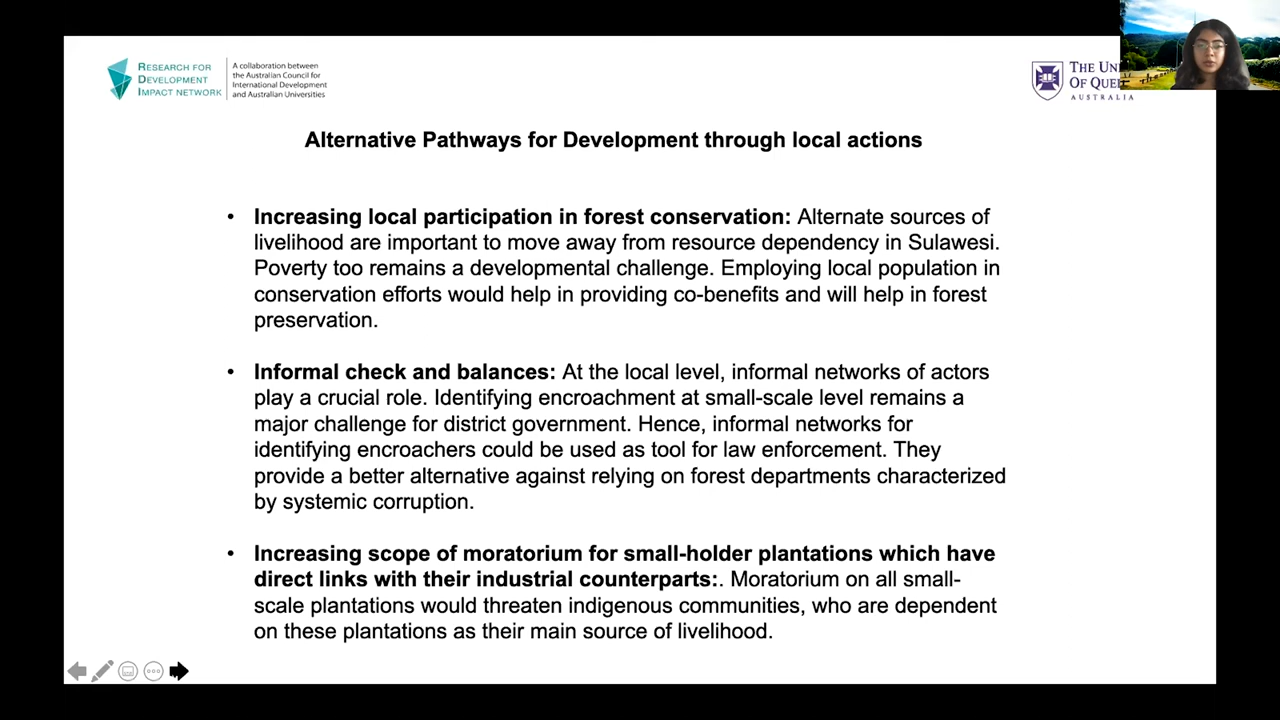 RESEARCH FOR
DEVELOPMENT
IMPACT NETWORK
A collaboration between
the Australian Council for
International Development
and Australian Universities
THE
OF
AUSTRALIA
Alternative Pathways for Development through local actions
• Increasing local participation in forest conservation: Alternate sources of
livelihood are important to move away from resource dependency in Sulawesi.
Poverty too remains a developmental challenge. Employing local population in
conservation efforts would help in providing co-benefits and will help in forest
preservation.
• Informal check and balances: At the local level, informal networks of actors
play a crucial role. Identifying encroachment at small-scale level remains a
major challenge for district government. Hence, informal networks for
identifying encroachers could be used as tool for law enforcement. They
provide a better alternative against relying on forest departments characterized
by systemic corruption.
• Increasing scope of moratorium for small-holder plantations which have
direct links with their industrial counterparts:. Moratorium on all small-
scale plantations would threaten indigenous communities, who are dependent
on these plantations as their main source of livelihood.